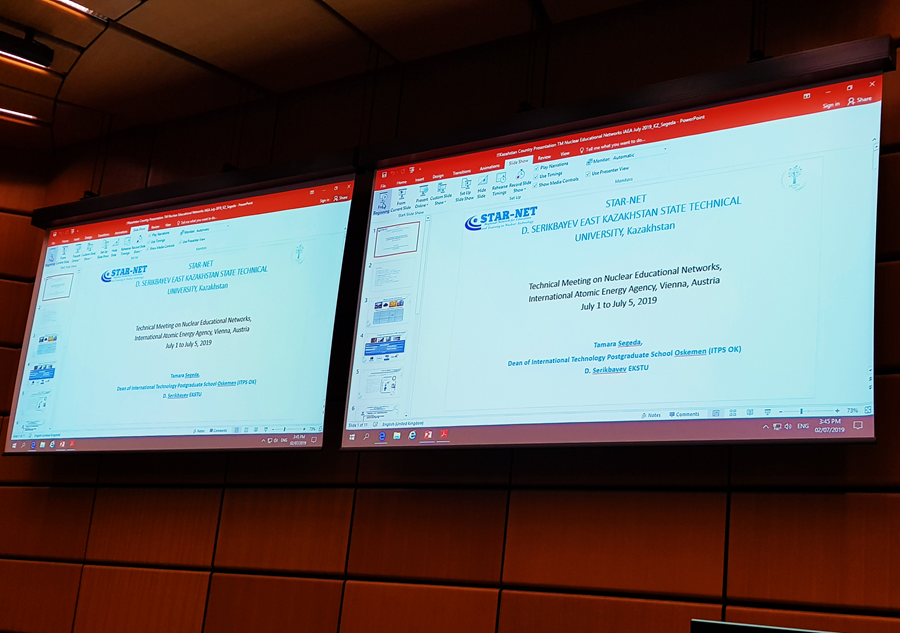 STAR-NET
D. SERIKBAYEV EAST KAZAKHSTAN STATE TECHNICAL
UNIVERSITY, Kazakhstan
Technical Meeting on Nuclear Educational Networks,
International Atomic Energy Agency, Vienna, Austria
July 1 to July 5, 2019
Tamara Segeda,
Dean of International Technology Postgraduate School Oskemen (ITPS OK)
D. Serikbayev EKSTU
STAR-NET
3:45 PM
ENG
02/07/2019
Kazakhstan Country Presentation TM Nuclear Educational Networks IAEA July-2019_K2_Segeda - PowerPoint
Sign in Share
File Home Insert Design Transitions Animations Slide Show Review View Tell me what you want to do...
From Beginning
From Current Slide
Present Online
Custom Slide Show
Set Up Slide Show
Hide Slide
Rehearse Timings
Record Slide Show
Play Narrations
Use Timings
Show Media Controls
Monitor: Automatic
Use Presenter View
Start Slide Show
Set Up
Monitors
STAR-NET
STAR-NET
D. SERIKBAYEV EAST KAZAKHSTAN STATE TECHNICAL
UNIVERSITY, Kazakhstan
Technical Meeting on Nuclear Educational Networks,
International Atomic Energy Agency, Vienna, Austria
July 1 to July 5, 2019
Tamara Segeda,
Dean of International Technology Postgraduate School Oskemen (ITPS OK)
D. Serikbayev EKSTU
1
2
3
4
5
6
Slide 1 of 11 English (United Kingdom)
Notes Comments 73%
ENG 3:45 PM
02/07/2019